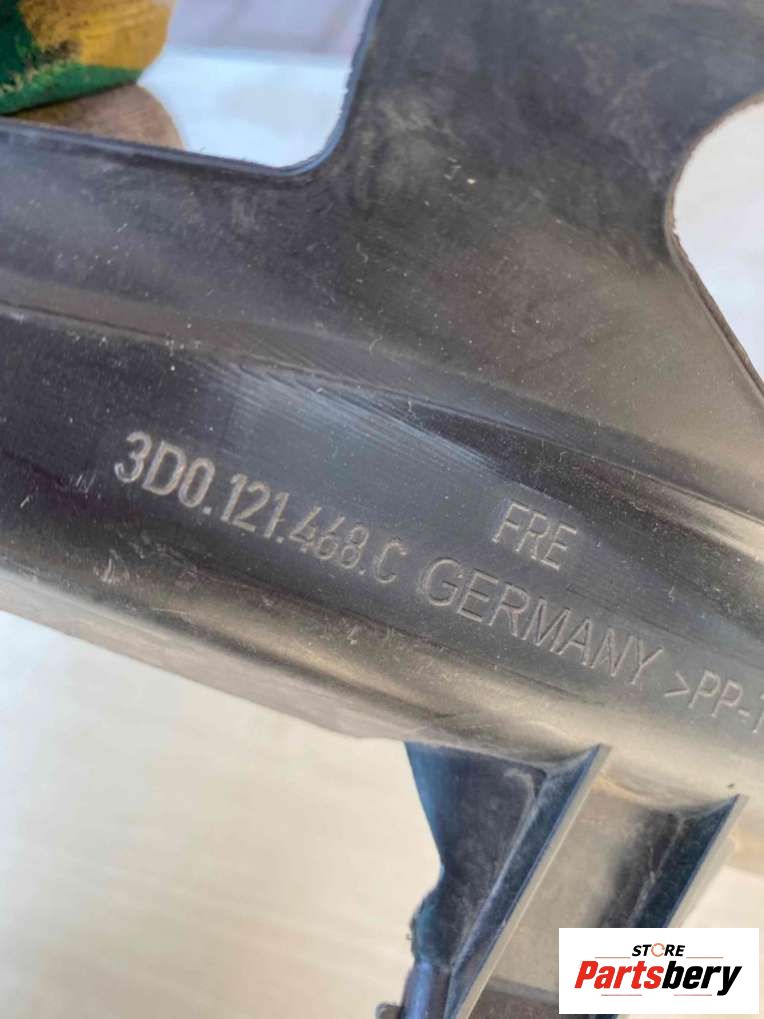 3D0.121.468.C
FRE
GERMANY >PP-T
STORE
Partsbery